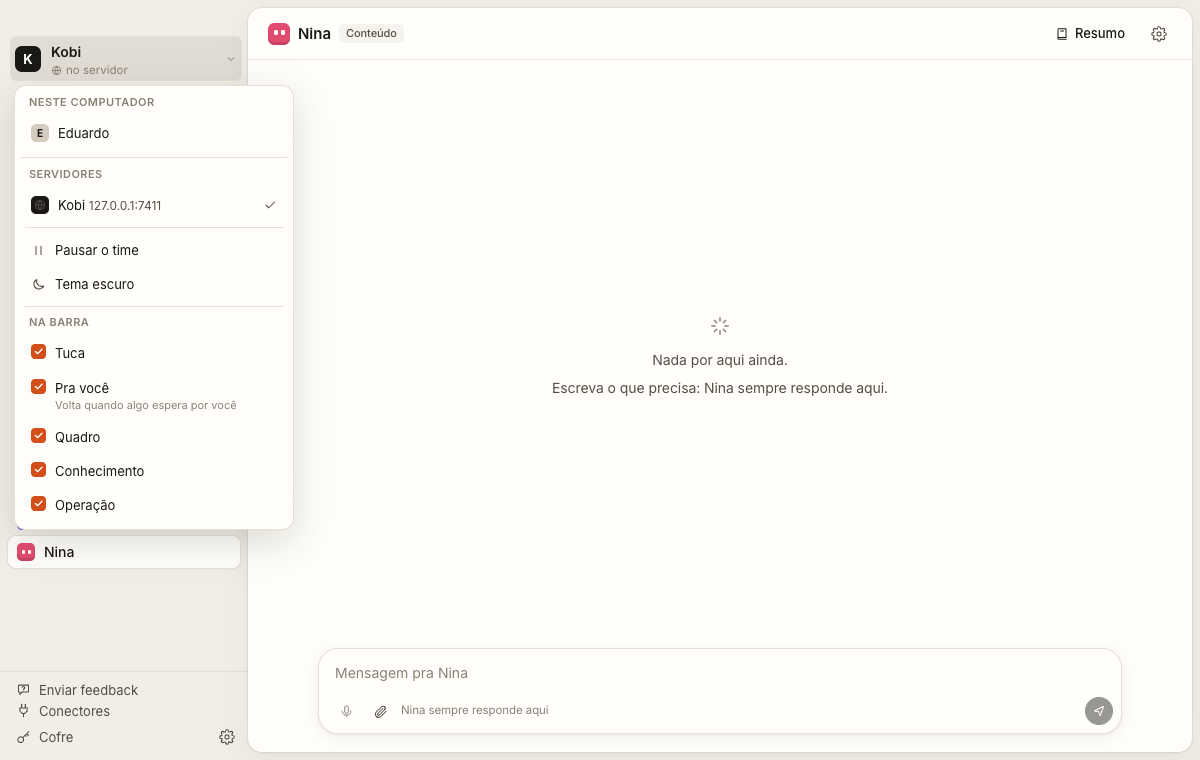 K
Kobi
no servidor
NESTE COMPUTADOR
E
Eduardo
SERVIDORES
Kobi 127.0.0.1:7411
Pausar o time
Tema escuro
NA BARRA
Tuca
Pra você
Volta quando algo espera por você
Quadro
Conhecimento
Operação
Nina
Enviar feedback
Conectores
Cofre
Nina Conteúdo
Resumo
Nada por aqui ainda.
Escreva o que precisa: Nina sempre responde aqui.
Mensagem pra Nina
Nina sempre responde aqui